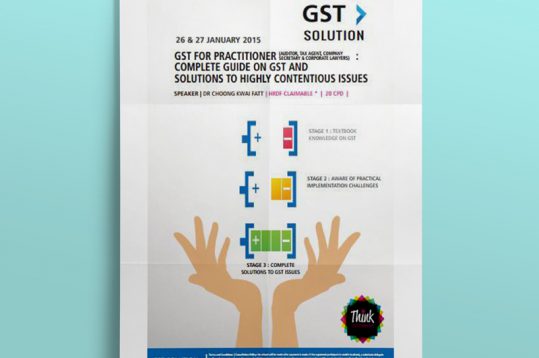 GST
SOLUTION
26 & 27 JANUARY 2015
GST FOR PRACTITIONER (AUDITOR, TAX AGENT, COMPANY SECRETARY & CORPORATE LAWYERS) :
COMPLETE GUIDE ON GST AND
SOLUTIONS TO HIGHLY CONTENTIOUS ISSUES
SPEAKER | DR CHOONG KWAI FATT | HRDF CLAIMABLE * | 20 CPD |
STAGE 1 : TEXTBOOK
KNOWLEDGE ON GST
STAGE 2 : AWARE OF PRACTICAL
IMPLEMENTATION CHALLENGES
STAGE 3 : COMPLETE
SOLUTIONS TO GST ISSUES
Think